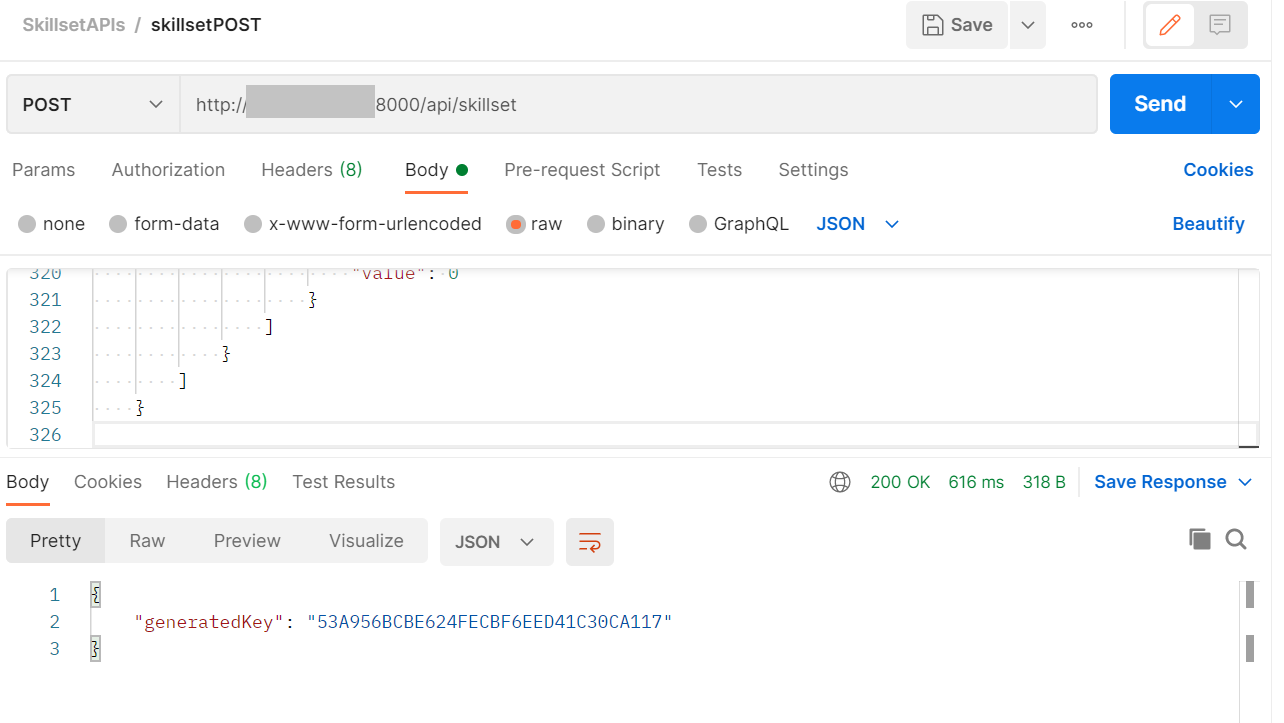 SkillsetAPIs / skillsetPOST
Save
POST
http:// 8000/api/skillset
Send
Params Authorization Headers (8) Body Pre-request Script Tests Settings Cookies
none form-data x-www-form-urlencoded raw binary GraphQL JSON Beautify
320 "value": 0
321 }
322 ]
323 }
324 ]
325 }
326
Body Cookies Headers (8) Test Results 200 OK 616 ms 318 B Save Response
Pretty Raw Preview Visualize JSON
1 {
2 "generatedKey": "53A956BCBE624FECBF6EED41C30CA117"
3 }